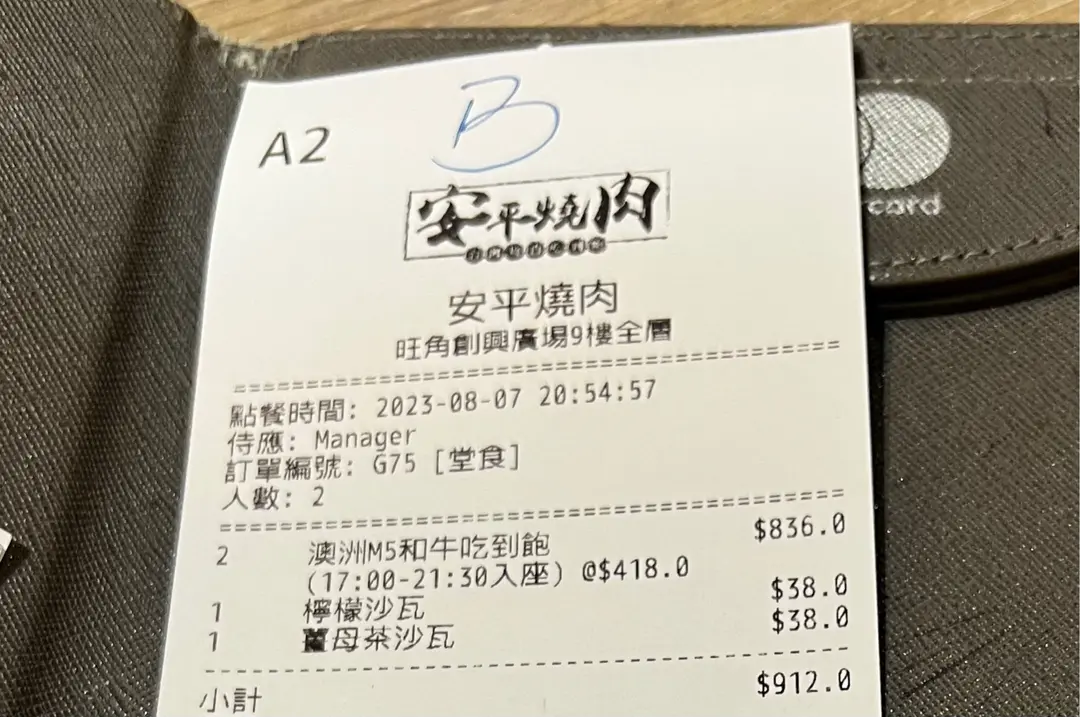 A2
B
安平燒肉
安平燒肉
旺角創興廣場9樓全層
點餐時間: 2023-08-07 20:54:57
侍應: Manager
訂單編號: G75 [堂食]
人數: 2
2 澳洲M5和牛吃到飽 $836.0
(17:00-21:30入座) @$418.0
1 檸檬沙瓦 $38.0
1 薑母茶沙瓦 $38.0
小計 $912.0
card